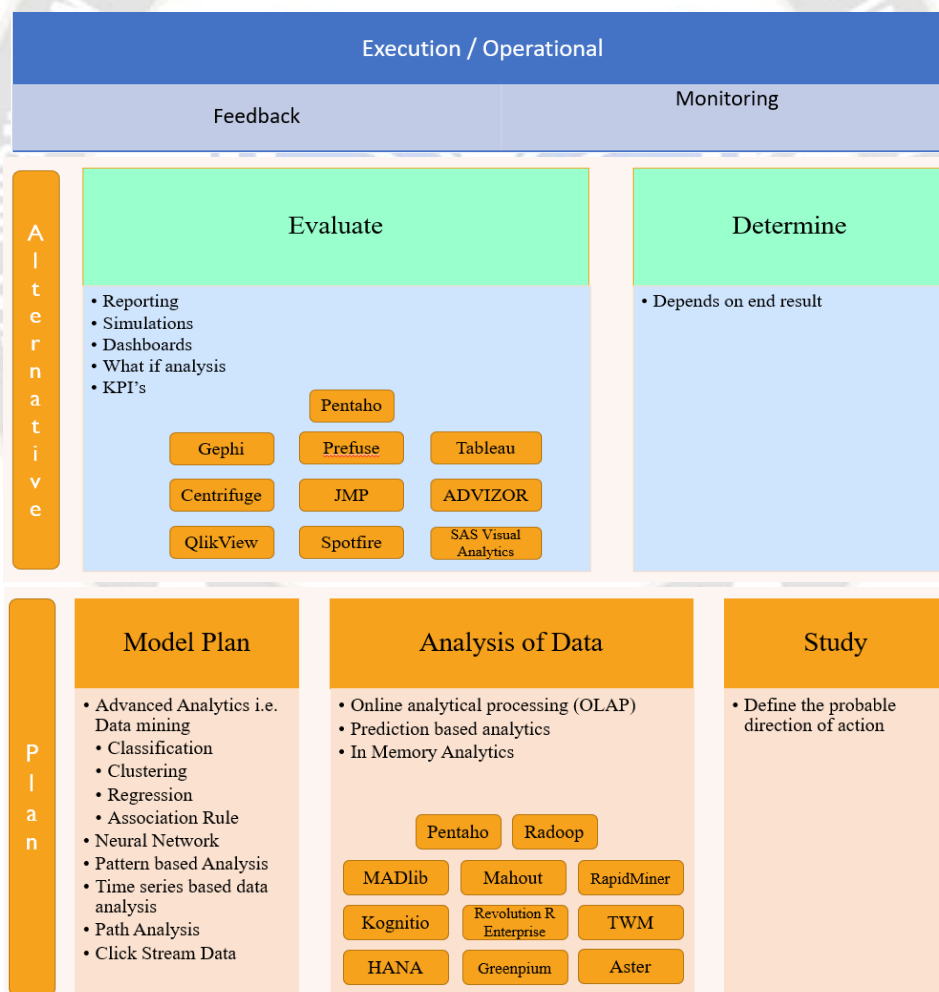 Execution / Operational
Feedback
Monitoring
Alternative
Evaluate
• Reporting
• Simulations
• Dashboards
• What if analysis
• KPI’s
Pentaho
Gephi
Prefuse
Tableau
Centrifuge
JMP
ADVIZOR
QlikView
Spotfire
SAS Visual
Analytics
Determine
• Depends on end result
Plan
Model Plan
• Advanced Analytics i.e.
Data mining
• Classification
• Clustering
• Regression
• Association Rule
• Neural Network
• Pattern based Analysis
• Time series based data
analysis
• Path Analysis
• Click Stream Data
Analysis of Data
• Online analytical processing (OLAP)
• Prediction based analytics
• In Memory Analytics
Pentaho
Radoop
MADlib
Mahout
RapidMiner
Kognitio
Revolution R
Enterprise
TWM
HANA
Greenpium
Aster
Study
• Define the probable
direction of action